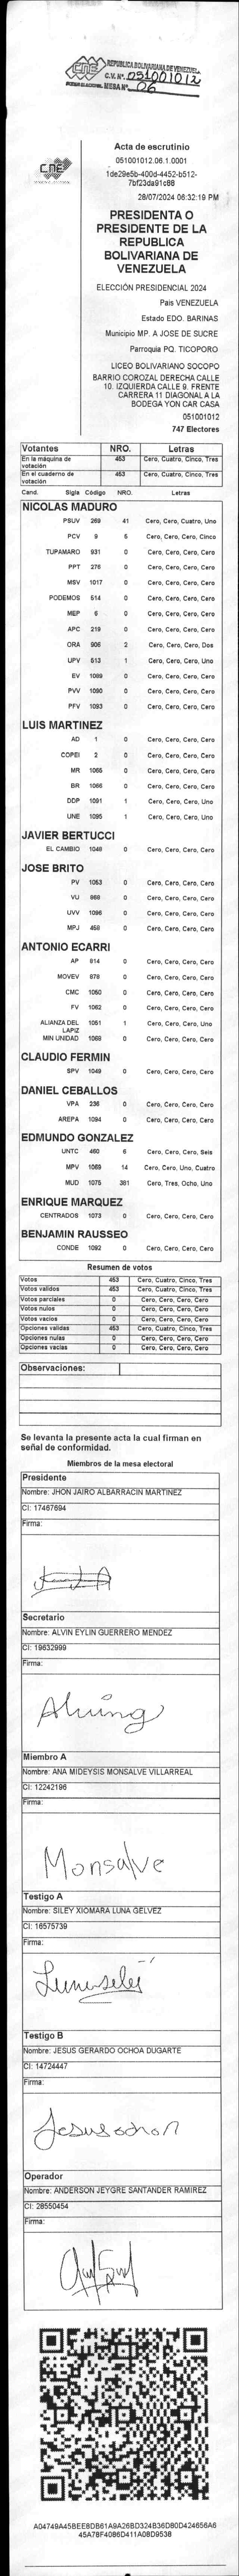 CNE
REPUBLICA BOLIVARIANA DE VENEZUELA
C.V. Nº. 051001012
MESA Nº 06
CNE
Acta de escrutinio
051001012.06.1.0001
1de29e5b-400d-4452-b512-
7bf23da91c88
28/07/2024 06:32:19 PM
PRESIDENTA O
PRESIDENTE DE LA
REPUBLICA
BOLIVARIANA DE
VENEZUELA
ELECCIÓN PRESIDENCIAL 2024
Pais VENEZUELA
Estado EDO. BARINAS
Municipio MP. A JOSE DE SUCRE
Parroquia PQ. TICOPORO
LICEO BOLIVARIANO SOCOPO
BARRIO COROZAL DERECHA CALLE
10. IZQUIERDA CALLE 9. FRENTE
CARRERA 11 DIAGONAL A LA
BODEGA YON CAR CASA
051001012
747 Electores
Votantes NRO. Letras
En la máquina de votación 453 Cero, Cuatro, Cinco, Tres
En el cuaderno de votación 453 Cero, Cuatro, Cinco, Tres
Cand. Sigla Código NRO. Letras
NICOLAS MADURO
PSUV 269 41 Cero, Cero, Cuatro, Uno
PCV 9 5 Cero, Cero, Cero, Cinco
TUPAMARO 931 0 Cero, Cero, Cero, Cero
PPT 276 0 Cero, Cero, Cero, Cero
MSV 1017 0 Cero, Cero, Cero, Cero
PODEMOS 514 0 Cero, Cero, Cero, Cero
MEP 6 0 Cero, Cero, Cero, Cero
APC 219 0 Cero, Cero, Cero, Cero
ORA 906 2 Cero, Cero, Cero, Dos
UPV 513 1 Cero, Cero, Cero, Uno
EV 1089 0 Cero, Cero, Cero, Cero
PVV 1090 0 Cero, Cero, Cero, Cero
PFV 1093 0 Cero, Cero, Cero, Cero
LUIS MARTINEZ
AD 1 0 Cero, Cero, Cero, Cero
COPEI 2 0 Cero, Cero, Cero, Cero
MR 1065 0 Cero, Cero, Cero, Cero
BR 1066 0 Cero, Cero, Cero, Cero
DDP 1091 1 Cero, Cero, Cero, Uno
UNE 1095 1 Cero, Cero, Cero, Uno
JAVIER BERTUCCI
EL CAMBIO 1048 0 Cero, Cero, Cero, Cero
JOSE BRITO
PV 1053 0 Cero, Cero, Cero, Cero
VU 968 0 Cero, Cero, Cero, Cero
UVV 1096 0 Cero, Cero, Cero, Cero
MPJ 458 0 Cero, Cero, Cero, Cero
ANTONIO ECARRI
AP 814 0 Cero, Cero, Cero, Cero
MOVEV 878 0 Cero, Cero, Cero, Cero
CMC 1050 0 Cero, Cero, Cero, Cero
FV 1062 0 Cero, Cero, Cero, Cero
ALIANZA DEL LAPIZ 1051 1 Cero, Cero, Cero, Uno
MIN UNIDAD 1068 0 Cero, Cero, Cero, Cero
CLAUDIO FERMIN
SPV 1049 0 Cero, Cero, Cero, Cero
DANIEL CEBALLOS
VPA 236 0 Cero, Cero, Cero, Cero
AREPA 1094 0 Cero, Cero, Cero, Cero
EDMUNDO GONZALEZ
UNTC 460 6 Cero, Cero, Cero, Seis
MPV 1069 14 Cero, Cero, Uno, Cuatro
MUD 1075 381 Cero, Tres, Ocho, Uno
ENRIQUE MARQUEZ
CENTRADOS 1073 0 Cero, Cero, Cero, Cero
BENJAMIN RAUSSEO
CONDE 1092 0 Cero, Cero, Cero, Cero
Resumen de votos
Votos 453 Cero, Cuatro, Cinco, Tres
Votos validos 453 Cero, Cuatro, Cinco, Tres
Votos parciales 0 Cero, Cero, Cero, Cero
Votos nulos 0 Cero, Cero, Cero, Cero
Votos vacios 0 Cero, Cero, Cero, Cero
Opciones validas 453 Cero, Cuatro, Cinco, Tres
Opciones nulas 0 Cero, Cero, Cero, Cero
Opciones vacias 0 Cero, Cero, Cero, Cero
Observaciones:
Se levanta la presente acta la cual firman en
señal de conformidad.
Miembros de la mesa electoral
Presidente
Nombre: JHON JAIRO ALBARRACIN MARTINEZ
CI: 17467694
Firma:
Secretario
Nombre: ALVIN EYLIN GUERRERO MENDEZ
CI: 19632999
Firma:
Miembro A
Nombre: ANA MIDEYSIS MONSALVE VILLARREAL
CI: 12242196
Firma:
Monsalve
Testigo A
Nombre: SILEY XIOMARA LUNA GELVEZ
CI: 16575739
Firma:
Testigo B
Nombre: JESUS GERARDO OCHOA DUGARTE
CI: 14724447
Firma:
Operador
Nombre: ANDERSON JEYGRE SANTANDER RAMIREZ
CI: 28550454
Firma:
A04749A45BEE8DB61A9A26BD324B36D80D424656A6
45A78F4086D411A08D9538